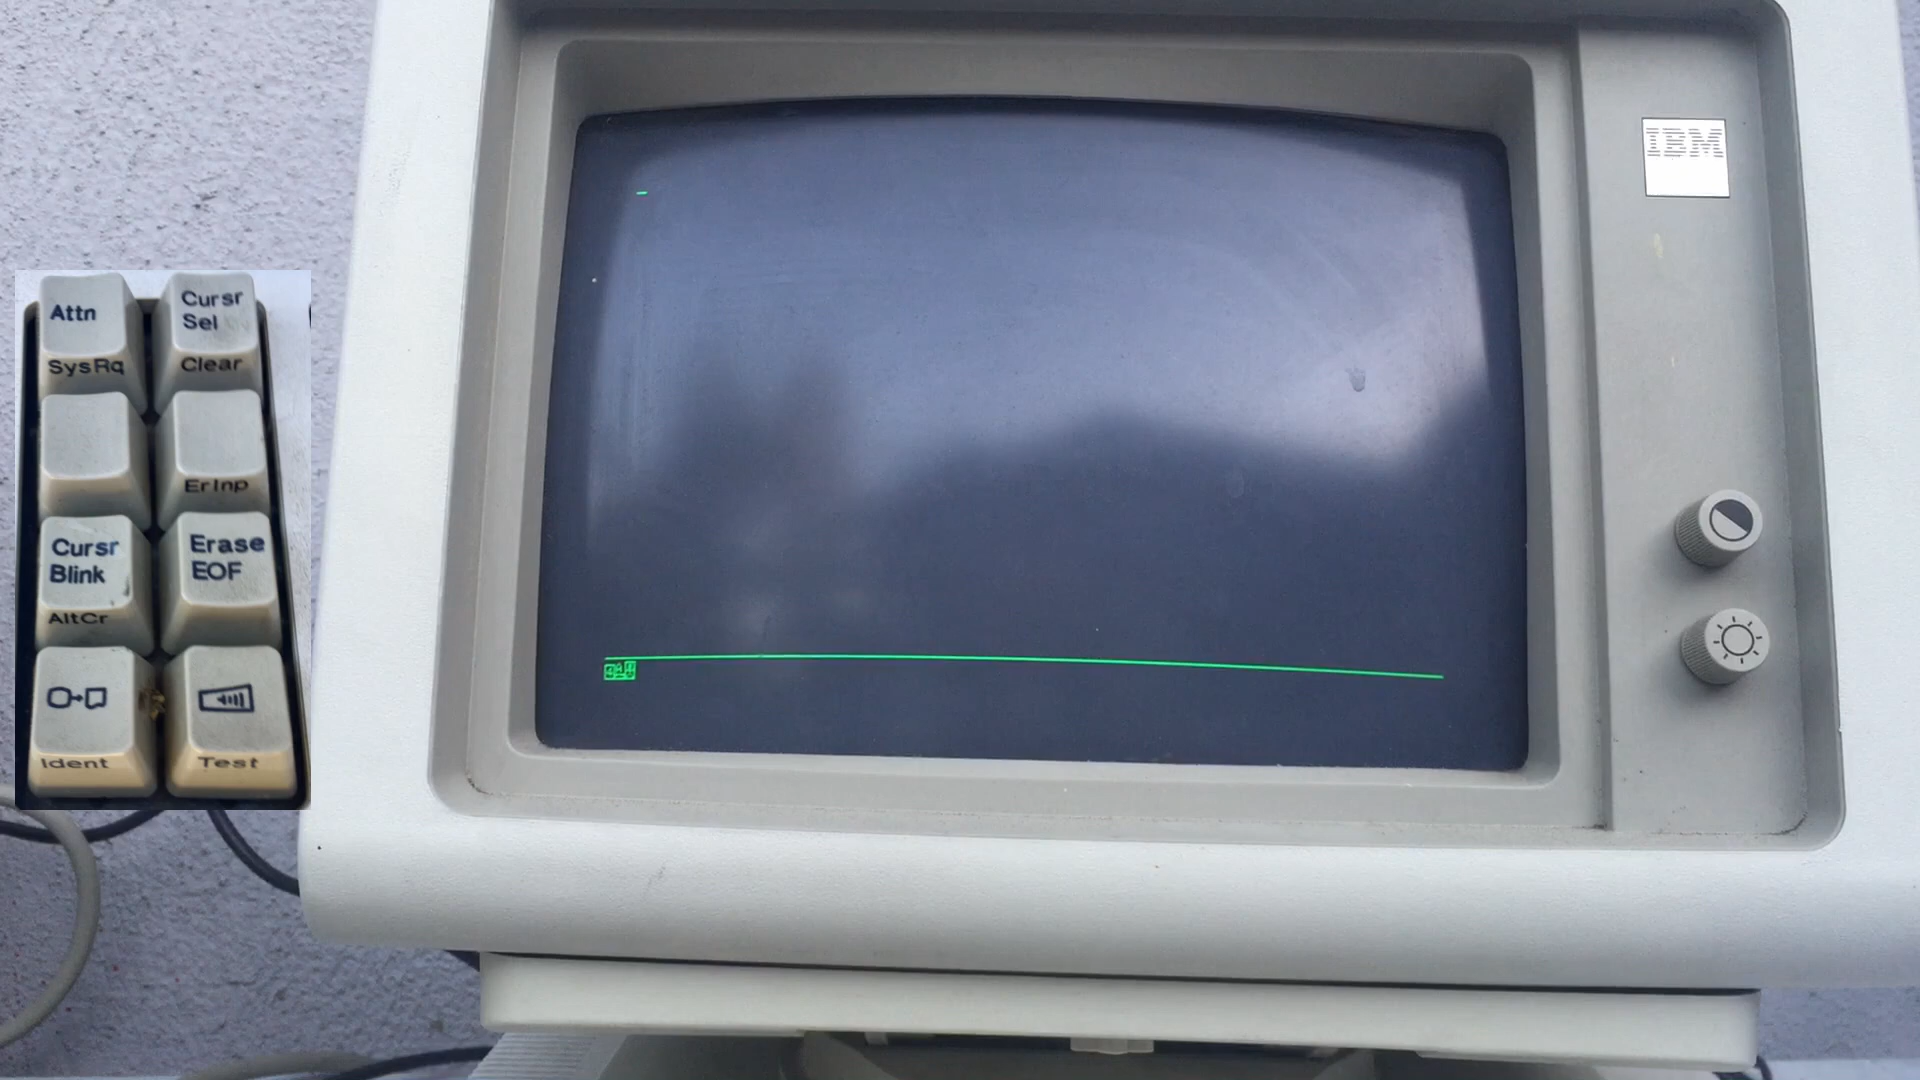 IBM
Attn
SysRq
Cursr
Sel
Clear
ErInp
Cursr
Blink
AltCr
Erase
EOF
Ident
Test